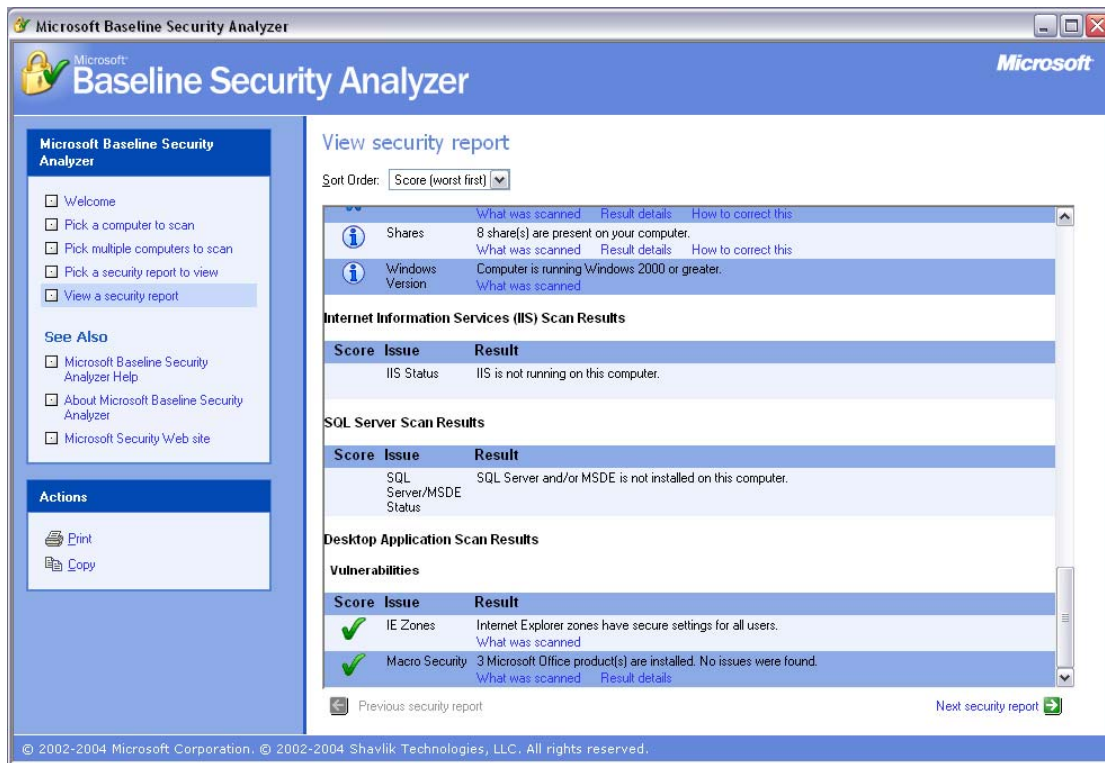 Microsoft Baseline Security Analyzer
Microsoft
Baseline Security Analyzer
Microsoft
Microsoft Baseline Security
Analyzer
Welcome
Pick a computer to scan
Pick multiple computers to scan
Pick a security report to view
View a security report
See Also
Microsoft Baseline Security
Analyzer Help
About Microsoft Baseline Security
Analyzer
Microsoft Security Web site
Actions
Print
Copy
View security report
Sort Order: Score (worst first)
What was scanned Result details How to correct this
Shares 8 share(s) are present on your computer.
What was scanned Result details How to correct this
Windows Computer is running Windows 2000 or greater.
Version What was scanned
Internet Information Services (IIS) Scan Results
Score Issue Result
IIS Status IIS is not running on this computer.
SQL Server Scan Results
Score Issue Result
SQL SQL Server and/or MSDE is not installed on this computer.
Server/MSDE
Status
Desktop Application Scan Results
Vulnerabilities
Score Issue Result
IE Zones Internet Explorer zones have secure settings for all users.
What was scanned
Macro Security 3 Microsoft Office product(s) are installed. No issues were found.
What was scanned Result details
Previous security report Next security report
© 2002-2004 Microsoft Corporation. © 2002-2004 Shavlik Technologies, LLC. All rights reserved.